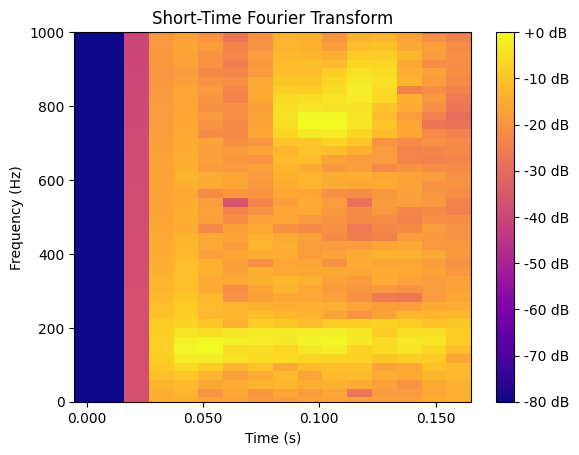 Short-Time Fourier Transform
Frequency (Hz)
1000
800
600
400
200
0
0.000
0.050
0.100
0.150
Time (s)
+0 dB
-10 dB
-20 dB
-30 dB
-40 dB
-50 dB
-60 dB
-70 dB
-80 dB